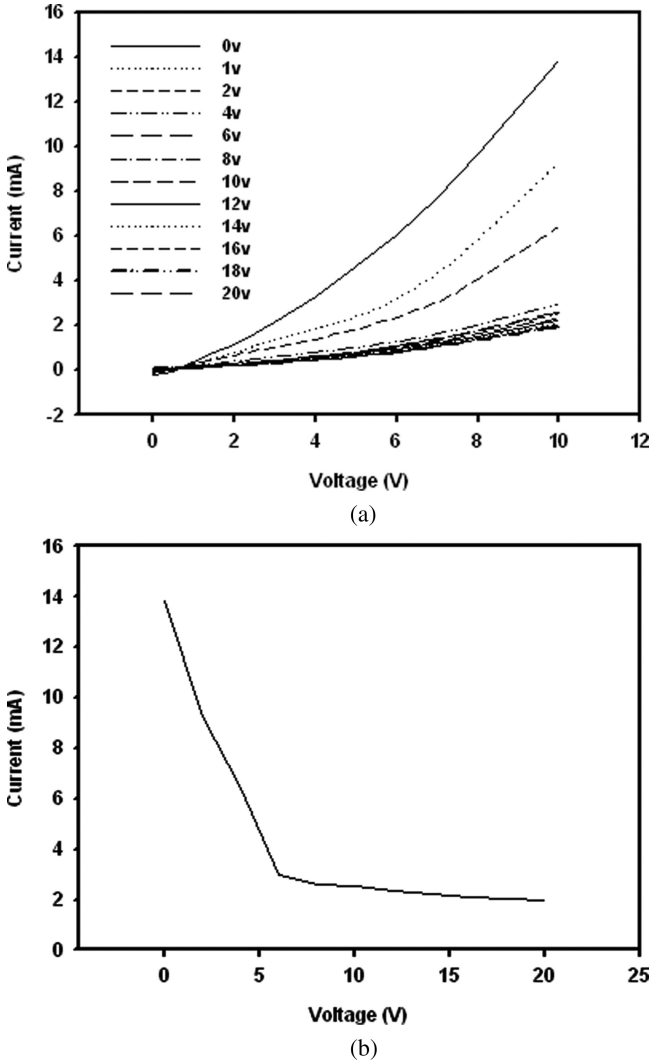 16
14
12
10
8
6
4
2
0
-2
Current (mA)
0v
1v
2v
4v
6v
8v
10v
12v
14v
16v
18v
20v
0 2 4 6 8 10 12
Voltage (V)
(a)
16
14
12
10
8
6
4
2
0
Current (mA)
0 5 10 15 20 25
Voltage (V)
(b)